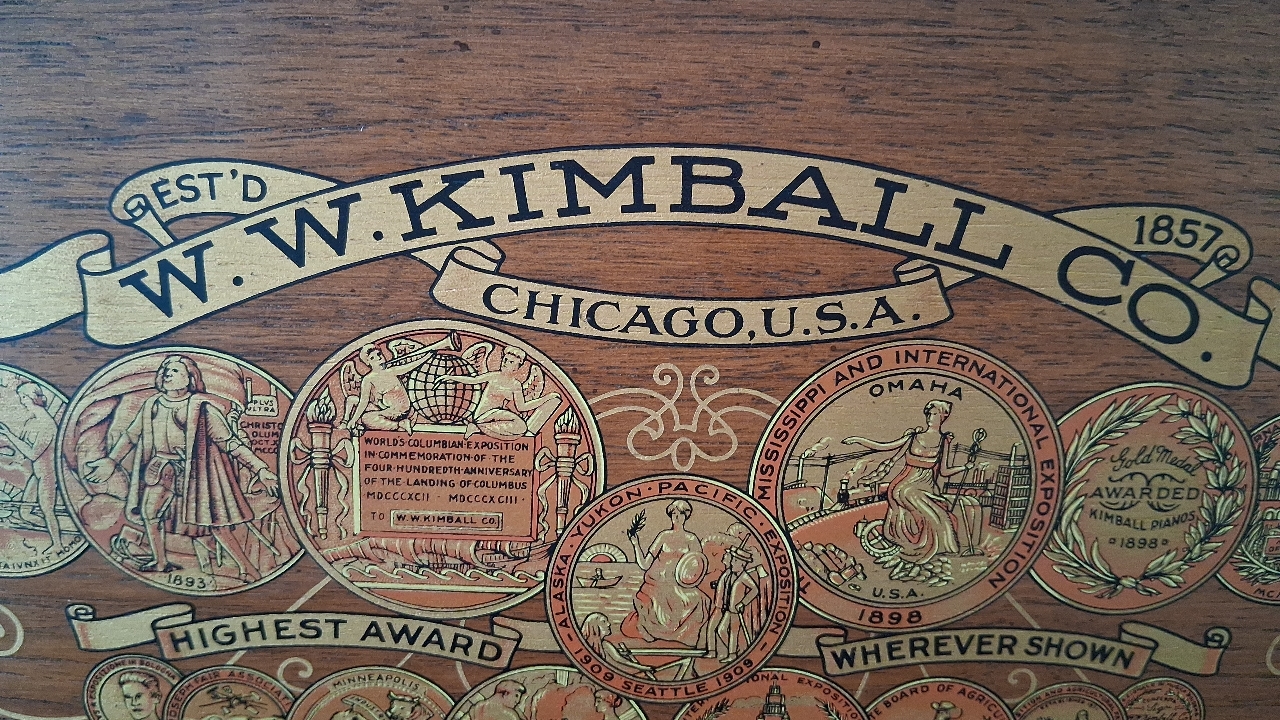 EST'D
W. W. KIMBALL CO.
1857
CHICAGO, U.S.A.
1893
WORLD'S COLUMBIAN EXPOSITION
IN COMMEMORATION OF THE
FOUR HUNDREDTH ANNIVERSARY
OF THE LANDING OF COLUMBUS
MDCCCXCII · MDCCCXCIII ·
TO W.W. KIMBALL CO.
ALASKA · YUKON · PACIFIC · EXPOSITION
1909 SEATTLE 1909
MISSISSIPPI AND INTERNATIONAL EXPOSITION
OMAHA
U.S.A.
1898
Gold Medal
AWARDED
KIMBALL PIANOS
1898
HIGHEST AWARD
WHEREVER SHOWN
MINNEAPOLIS
BOARD OF